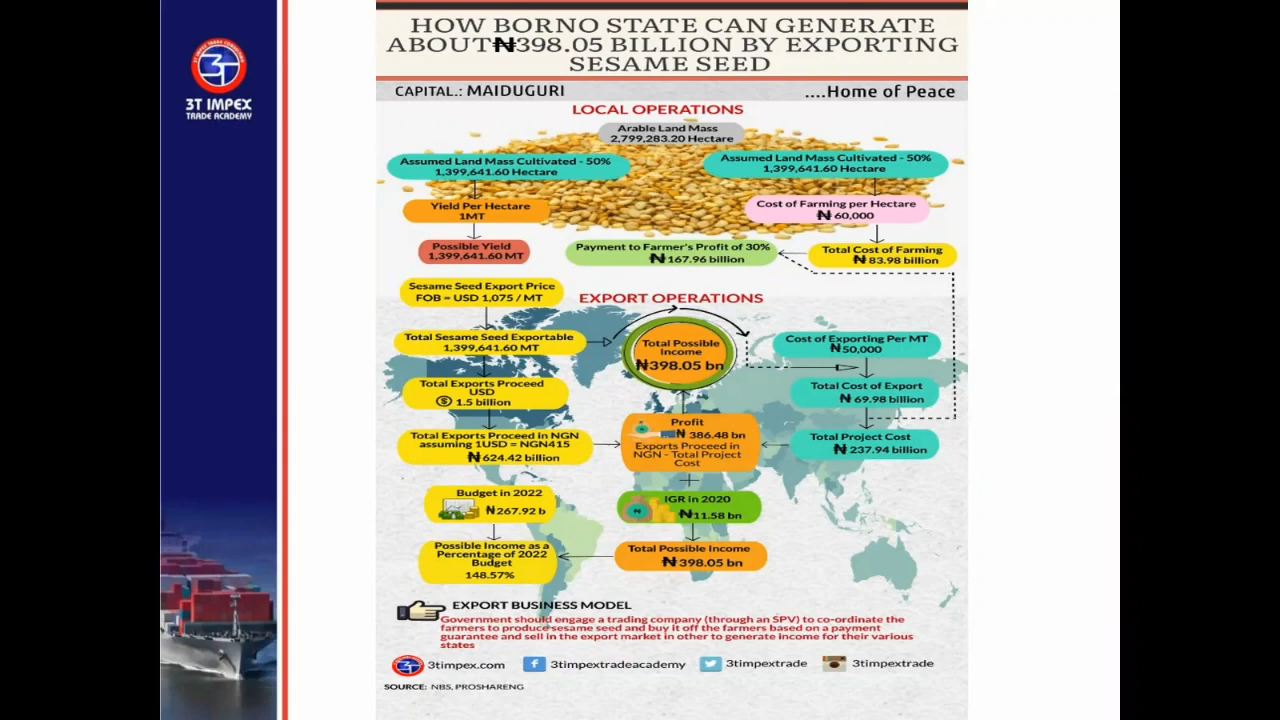 3T IMPEX TRADE CONSULTING
3T
3T IMPEX
TRADE ACADEMY
HOW BORNO STATE CAN GENERATE
ABOUT₦398.05 BILLION BY EXPORTING
SESAME SEED
CAPITAL.: MAIDUGURI
....Home of Peace
LOCAL OPERATIONS
Arable Land Mass
2,799,283.20 Hectare
Assumed Land Mass Cultivated - 50%
1,399,641.60 Hectare
Assumed Land Mass Cultivated - 50%
1,399,641.60 Hectare
Yield Per Hectare
1MT
Cost of Farming per Hectare
₦ 60,000
Possible Yield
1,399,641.60 MT
Payment to Farmer's Profit of 30%
₦167.96 billion
Total Cost of Farming
₦ 83.98 billion
Sesame Seed Export Price
FOB = USD 1,075 / MT
EXPORT OPERATIONS
Total Sesame Seed Exportable
1,399,641.60 MT
Total Possible
Income
₦398.05 bn
Cost of Exporting Per MT
₦50,000
Total Exports Proceed
USD
$ 1.5 billion
Total Cost of Export
₦ 69.98 billion
Total Exports Proceed in NGN
assuming 1USD = NGN415
₦624.42 billion
Profit
₦ 386.48 bn
Exports Proceed in
NGN - Total Project
Cost
Total Project Cost
₦ 237.94 billion
Budget in 2022
₦267.92 b
IGR in 2020
₦11.58 bn
Possible Income as a
Percentage of 2022
Budget
148.57%
Total Possible Income
₦398.05 bn
EXPORT BUSINESS MODEL
Government should engage a trading company (through an SPV) to co-ordinate the
farmers to produce sesame seed and buy it off the farmers based on a payment
guarantee and sell in the export market in other to generate income for their various
states
3timpex.com
3timpextradeacademy
3timpextrade
3timpextrade
SOURCE: NBS, PROSHARENG